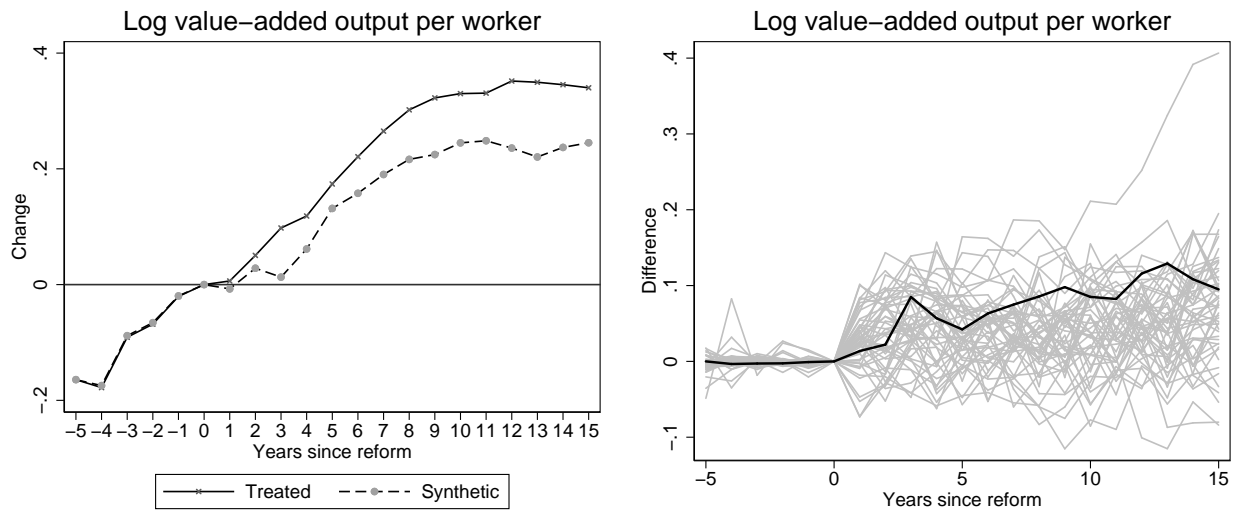 Log value−added output per worker
.4
.2
0
−.2
Change
−5 −4 −3 −2 −1 0 1 2 3 4 5 6 7 8 9 10 11 12 13 14 15
Years since reform
Treated Synthetic
Log value−added output per worker
.4
.3
.2
.1
0
−.1
Difference
−5 0 5 10 15
Years since reform